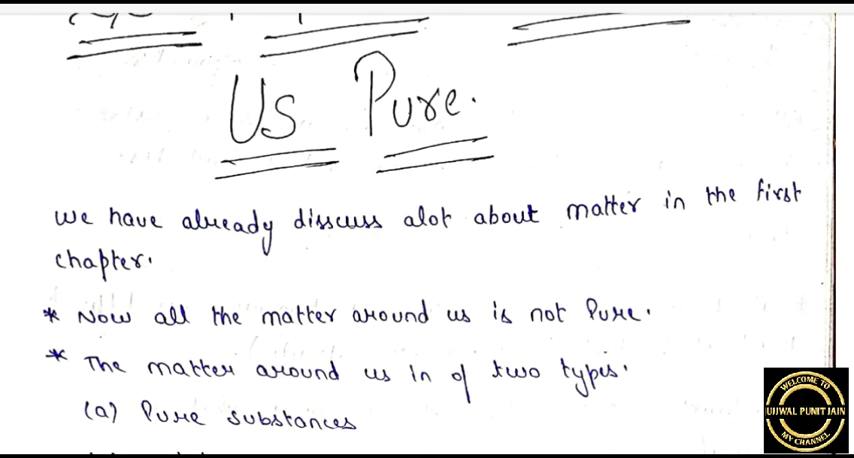 Us Pure.
we have already disscuss alot about matter in the first
chapter.
* Now all the matter around us is not Pure.
* The matter around us in of two types.
(a) Pure substances
WELCOME TO
UJJWAL PUNIT JAIN
MY CHANNEL